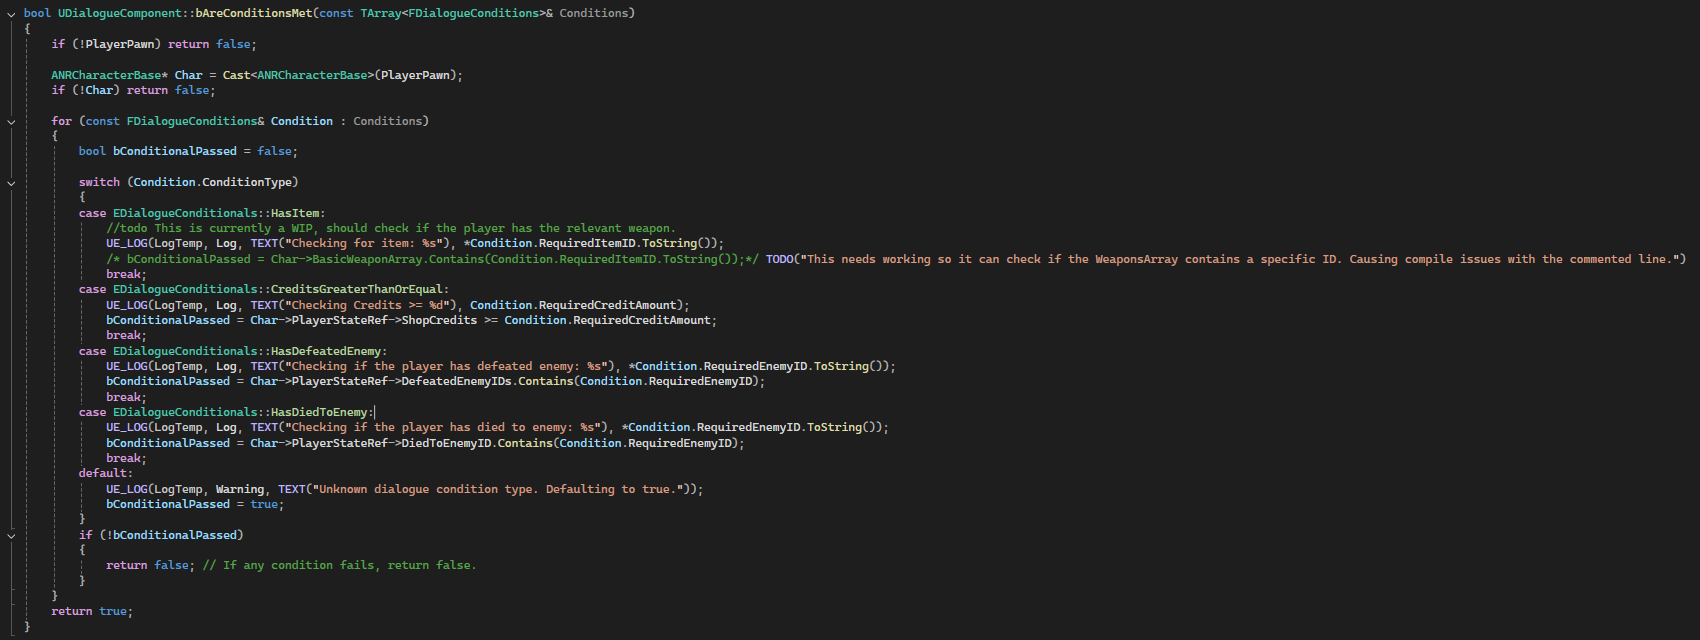 bool UDialogueComponent::bAreConditionsMet(const TArray<FDialogueConditions>& Conditions)
{
if (!PlayerPawn) return false;
ANRCharacterBase* Char = Cast<ANRCharacterBase>(PlayerPawn);
if (!Char) return false;
for (const FDialogueConditions& Condition : Conditions)
{
bool bConditionalPassed = false;
switch (Condition.ConditionType)
{
case EDialogueConditionals::HasItem:
//todo This is currently a WIP, should check if the player has the relevant weapon.
UE_LOG(LogTemp, Log, TEXT("Checking for item: %s"), *Condition.RequiredItemID.ToString());
/* bConditionalPassed = Char->BasicWeaponArray.Contains(Condition.RequiredItemID.ToString());*/ TODO("This needs working so it can check if the WeaponsArray contains a specific ID. Causing compile issues with the commented line.")
break;
case EDialogueConditionals::CreditsGreaterThanOrEqual:
UE_LOG(LogTemp, Log, TEXT("Checking Credits >= %d"), Condition.RequiredCreditAmount);
bConditionalPassed = Char->PlayerStateRef->ShopCredits >= Condition.RequiredCreditAmount;
break;
case EDialogueConditionals::HasDefeatedEnemy:
UE_LOG(LogTemp, Log, TEXT("Checking if the player has defeated enemy: %s"), *Condition.RequiredEnemyID.ToString());
bConditionalPassed = Char->PlayerStateRef->DefeatedEnemyIDs.Contains(Condition.RequiredEnemyID);
break;
case EDialogueConditionals::HasDiedToEnemy:
UE_LOG(LogTemp, Log, TEXT("Checking if the player has died to enemy: %s"), *Condition.RequiredEnemyID.ToString());
bConditionalPassed = Char->PlayerStateRef->DiedToEnemyID.Contains(Condition.RequiredEnemyID);
break;
default:
UE_LOG(LogTemp, Warning, TEXT("Unknown dialogue condition type. Defaulting to true."));
bConditionalPassed = true;
}
if (!bConditionalPassed)
{
return false; // If any condition fails, return false.
}
}
return true;
}